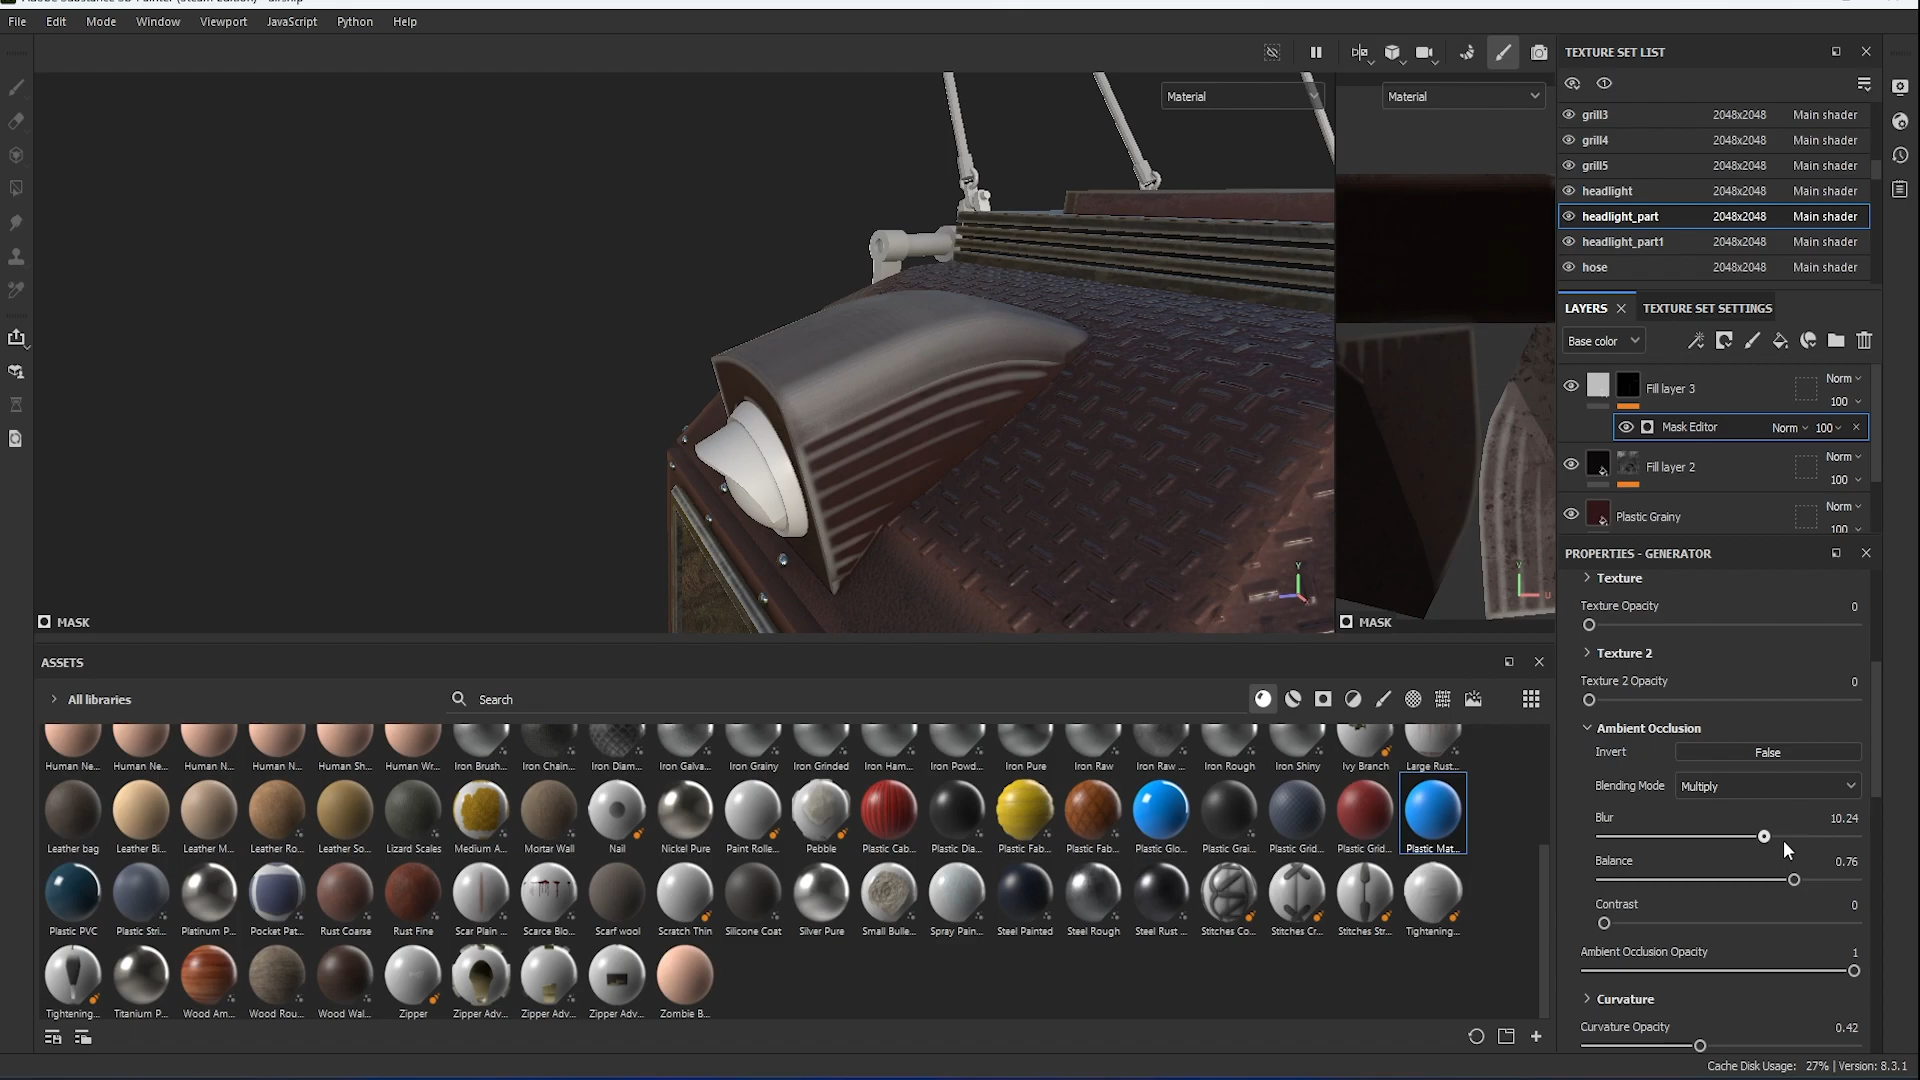 File Edit Mode Window Viewport JavaScript Python Help
TEXTURE SET LIST
Material
Material
grill3 2048x2048 Main shader
grill4 2048x2048 Main shader
grill5 2048x2048 Main shader
headlight 2048x2048 Main shader
headlight_part 2048x2048 Main shader
headlight_part1 2048x2048 Main shader
hose 2048x2048 Main shader
LAYERS TEXTURE SET SETTINGS
Base color
Fill layer 3 Norm
100
Mask Editor Norm 100
Fill layer 2 Norm
100
Plastic Grainy Norm
100
PROPERTIES - GENERATOR
Texture
Texture Opacity 0
Texture 2
Texture 2 Opacity 0
Ambient Occlusion
Invert False
Blending Mode Multiply
Blur 10.24
Balance 0.76
Contrast 0
Ambient Occlusion Opacity 1
Curvature
Curvature Opacity 0.42
Y
Y
U
MASK
MASK
ASSETS
All libraries Search
Human Ne... Human Ne... Human N... Human N... Human Sh... Human Wr... Iron Brush... Iron Chain... Iron Diam... Iron Galva... Iron Grainy Iron Grinded Iron Ham... Iron Powd... Iron Pure Iron Raw Iron Raw ... Iron Rough Iron Shiny Ivy Branch Large Rust...
Leather bag Leather Bi... Leather M... Leather Ro... Leather So... Lizard Scales Medium A... Mortar Wall Nail Nickel Pure Paint Rolle... Pebble Plastic Cab... Plastic Dia... Plastic Fab... Plastic Fab... Plastic Glo... Plastic Grai... Plastic Grid... Plastic Grid... Plastic Mat...
Plastic PVC Plastic Stri... Platinum P... Pocket Pat... Rust Coarse Rust Fine Scar Plain ... Scarce Blo... Scarf wool Scratch Thin Silicone Coat Silver Pure Small Bulle... Spray Pain... Steel Painted Steel Rough Steel Rust ... Stitches Co... Stitches Cr... Stitches Str... Tightening...
Tightening... Titanium P... Wood Am... Wood Rou... Wood Wal... Zipper Zipper Adv... Zipper Adv... Zipper Adv... Zombie B...
Cache Disk Usage: 27% | Version: 8.3.1